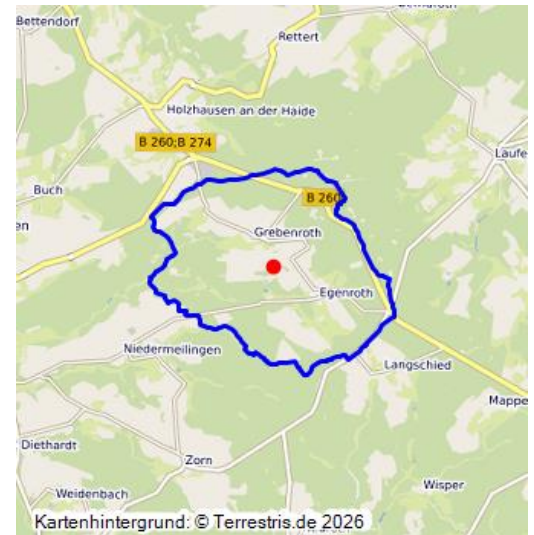 Bettendorf
Rettert
Holzhausen an der Haide
B 260;B 274
Laufe
Buch
B 260
en
Grebenroth
Egenroth
Niedermeilingen
Langschied
Mappe
Diethardt
Zorn
Wisper
Weidenbach
Kartenhintergrund: © Terrestris.de 2026